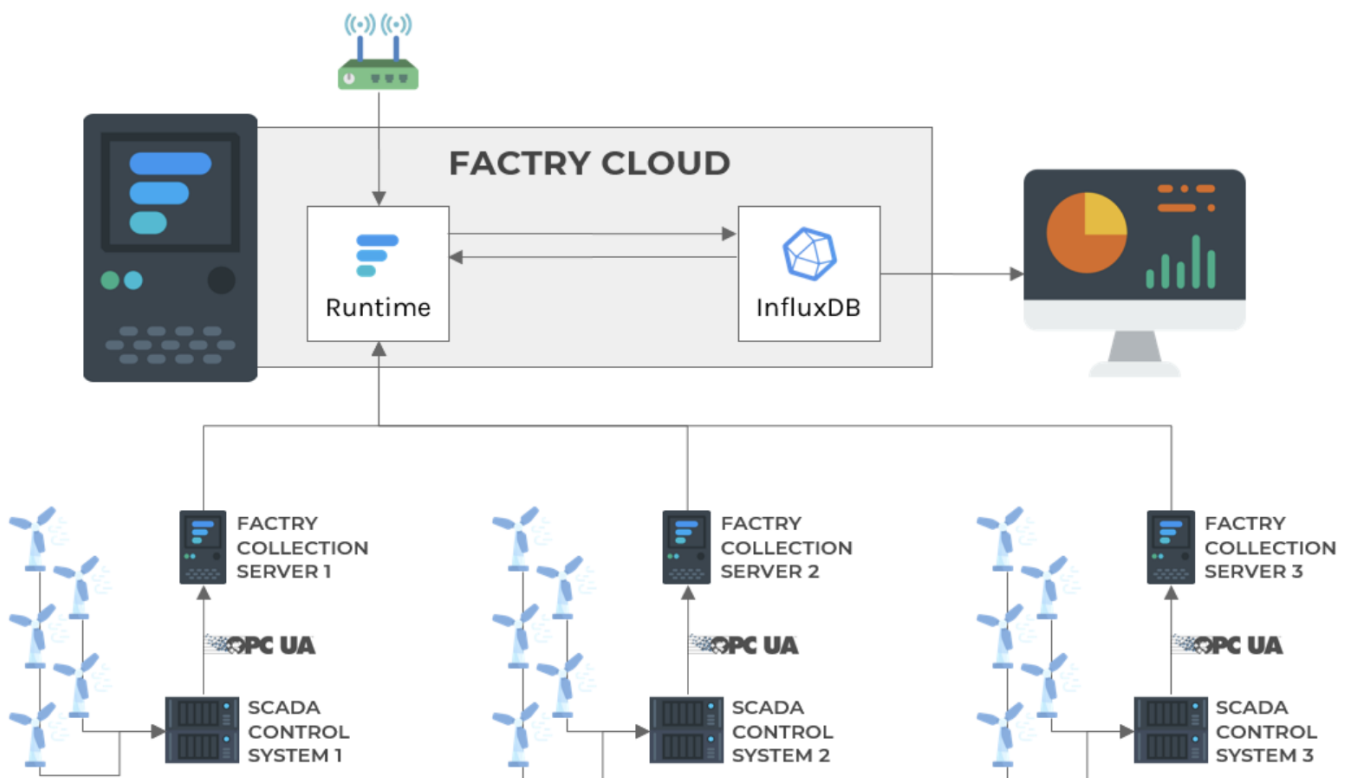 FACTRY CLOUD
Runtime
InfluxDB
FACTRY
COLLECTION
SERVER 1
FACTRY
COLLECTION
SERVER 2
FACTRY
COLLECTION
SERVER 3
OPC UA
OPC UA
OPC UA
SCADA
CONTROL
SYSTEM 1
SCADA
CONTROL
SYSTEM 2
SCADA
CONTROL
SYSTEM 3